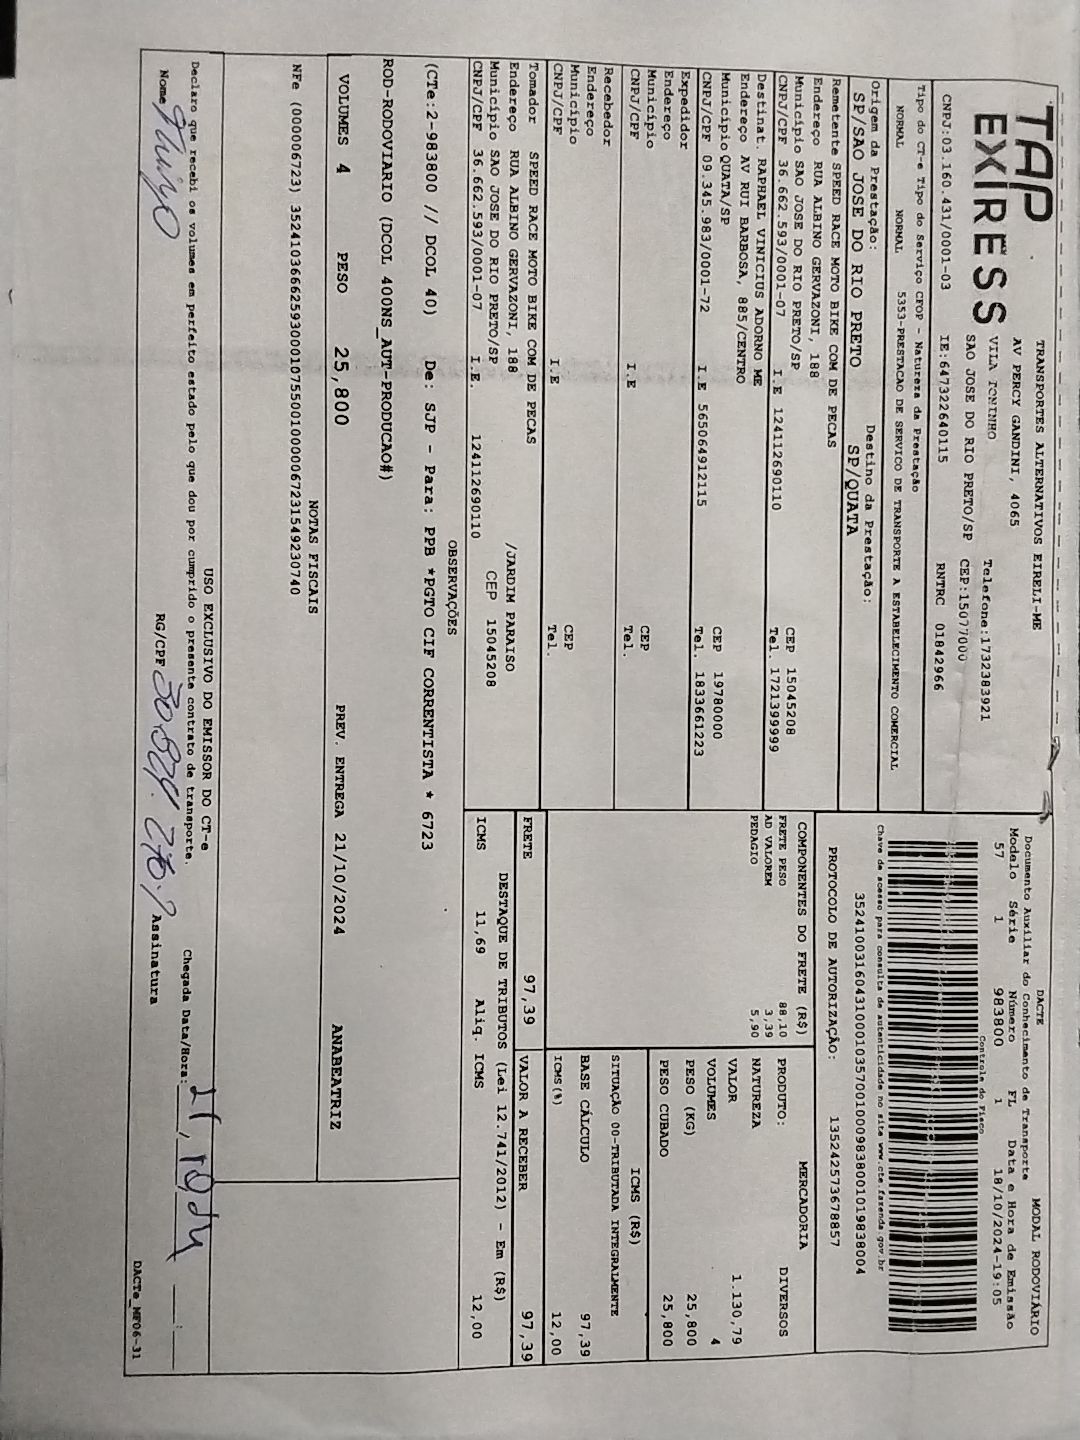 TAP EXPRESS
TRANSPORTES ALTERNATIVOS EIRELI-ME
AV PERCY GANDINI, 4065
VILA TONINHO Telefone:1732383921
SAO JOSE DO RIO PRETO/SP CEP:15077000
CNPJ:03.160.431/0001-03 IE:647322640115 RNTRC 01842966
Tipo do CT-e Tipo do Serviço CFOP - Natureza da Prestação
NORMAL NORMAL 5353-PRESTACAO DE SERVICO DE TRANSPORTE A ESTABELECIMENTO COMERCIAL
Origem da Prestação: Destino da Prestação:
SP/SAO JOSE DO RIO PRETO SP/QUATA
Remetente SPEED RACE MOTO BIKE COM DE PECAS
Endereço RUA ALBINO GERVAZONI, 188 CEP 15045208
Município SAO JOSE DO RIO PRETO/SP Tel. 1721399999
CNPJ/CPF 36.662.593/0001-07 I.E 124112690110
Destinat. RAPHAEL VINICIUS ADORNO ME
Endereço AV RUI BARBOSA, 885/CENTRO
Município QUATA/SP CEP 19780000
CNPJ/CPF 09.345.983/0001-72 I.E 565064912115 Tel. 1833661223
Expedidor
Endereço
Município CEP
CNPJ/CPF I.E Tel.
Recebedor
Endereço
Município CEP
CNPJ/CPF I.E Tel.
Tomador SPEED RACE MOTO BIKE COM DE PECAS
Endereço RUA ALBINO GERVAZONI, 188 /JARDIM PARAISO
Município SAO JOSE DO RIO PRETO/SP CEP 15045208
CNPJ/CPF 36.662.593/0001-07 I.E. 124112690110
DACTE MODAL RODOVIÁRIO
Documento Auxiliar do Conhecimento de Transporte
Modelo Série Número FL Data e Hora de Emissão
57 1 983800 1 18/10/2024-19:05
Controle do Fisco
Chave de acesso para consulta de autenticidade no site www.cte.fazenda.gov.br
35241003160431000103570010009838001019838004
PROTOCOLO DE AUTORIZAÇÃO: 135242573678857
COMPONENTES DO FRETE (R$)
FRETE PESO 88,10
AD VALOREM 3,39
PEDAGIO 5,90
MERCADORIA
PRODUTO: DIVERSOS
NATUREZA
VALOR 1.130,79
VOLUMES 4
PESO (KG) 25,800
PESO CUBADO 25,800
ICMS (R$)
SITUAÇÃO 00-TRIBUTADA INTEGRALMENTE
BASE CÁLCULO 97,39
ICMS(%) 12,00
FRETE 97,39 VALOR A RECEBER 97,39
DESTAQUE DE TRIBUTOS (Lei 12.741/2012) - Em (R$)
ICMS 11,69 Aliq. ICMS 12,00
OBSERVAÇÕES
(CTe:2-983800 // DCOL 40) De: SJP - Para: PPB *PGTO CIF CORRENTISTA * 6723
ROD-RODOVIARIO (DCOL 400NS_AUT-PRODUCAO#)
VOLUMES 4 PESO 25,800 PREV. ENTREGA 21/10/2024 ANABEATRIZ
NOTAS FISCAIS
NFe (000006723) 35241036662593000107550010000067231549230740
USO EXCLUSIVO DO EMISSOR DO CT-e
Declaro que recebi os volumes em perfeito estado pelo que dou por cumprido o presente contrato de transporte. Chegada Data/Hora: __:__
Nome RG/CPF Assinatura
DACTe_MF06-31